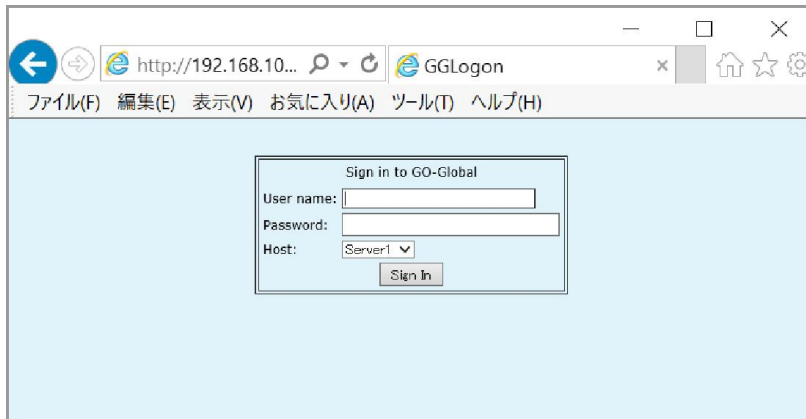 http://192.168.10... GGLogon
ファイル(F) 編集(E) 表示(V) お気に入り(A) ツール(T) ヘルプ(H)
Sign in to GO-Global
User name:
Password:
Host: Server1
Sign In